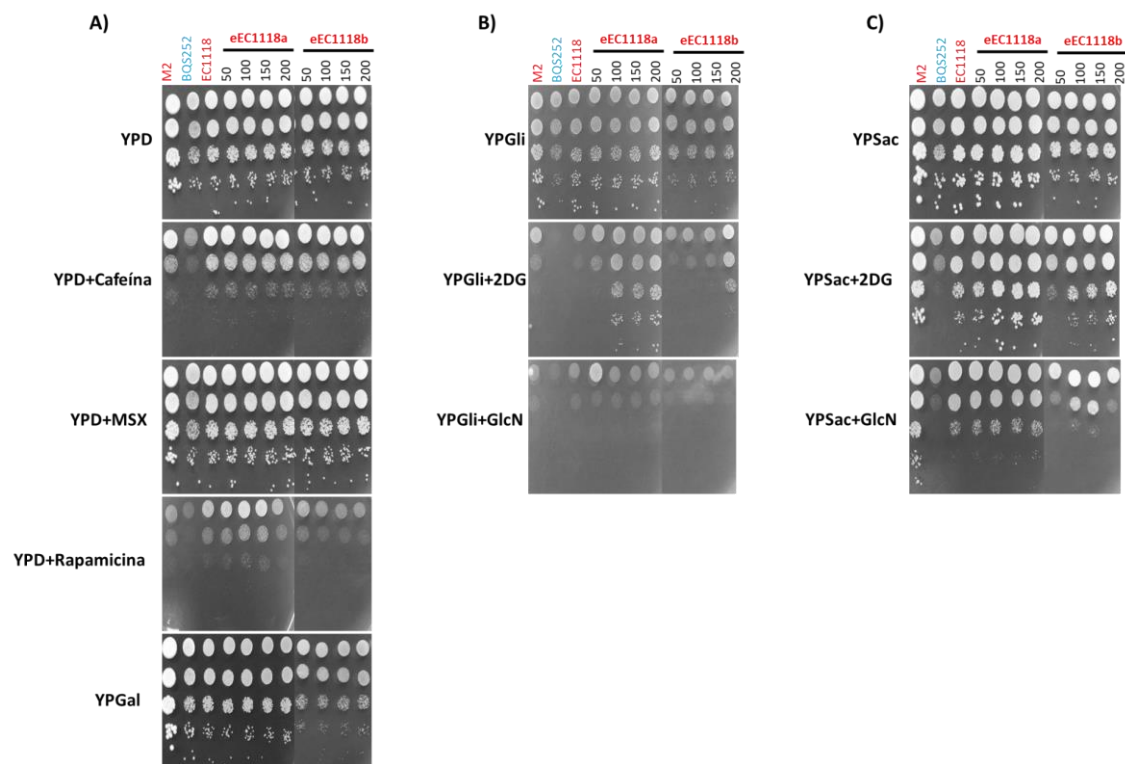 A)
eEC1118a
eEC1118b
M2
BQS252
EC1118
50
100
150
200
50
100
150
200
YPD
YPD+Cafeína
YPD+MSX
YPD+Rapamicina
YPGal
B)
eEC1118a
eEC1118b
M2
BQS252
EC1118
50
100
150
200
50
100
150
200
YPGli
YPGli+2DG
YPGli+GlcN
C)
eEC1118a
eEC1118b
M2
BQS252
EC1118
50
100
150
200
50
100
150
200
YPSac
YPSac+2DG
YPSac+GlcN